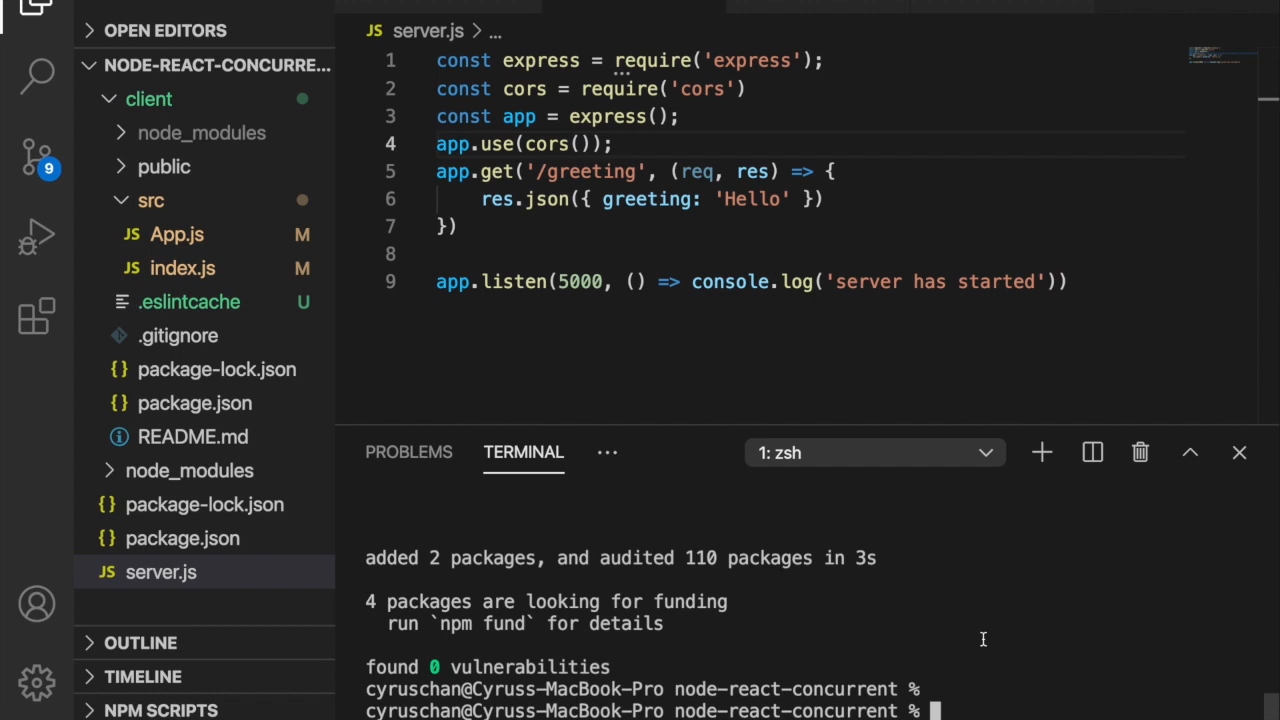 OPEN EDITORS
NODE-REACT-CONCURRE...
client
node_modules
public
src
JS App.js M
JS index.js M
.eslintcache U
.gitignore
{} package-lock.json
{} package.json
README.md
node_modules
{} package-lock.json
{} package.json
JS server.js
OUTLINE
TIMELINE
NPM SCRIPTS
9
JS server.js > ...
1 const express = require('express');
2 const cors = require('cors')
3 const app = express();
4 app.use(cors());
5 app.get('/greeting', (req, res) => {
6 res.json({ greeting: 'Hello' })
7 })
8
9 app.listen(5000, () => console.log('server has started'))
PROBLEMS TERMINAL ... 1: zsh
added 2 packages, and audited 110 packages in 3s
4 packages are looking for funding
run `npm fund` for details
found 0 vulnerabilities
cyruschan@Cyruss-MacBook-Pro node-react-concurrent %
cyruschan@Cyruss-MacBook-Pro node-react-concurrent %